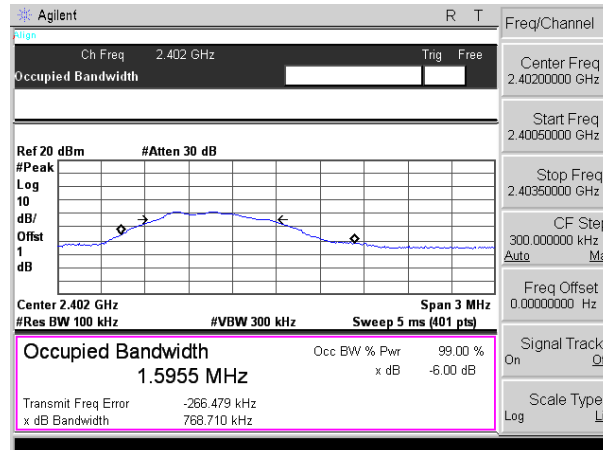 Agilent R T
Align
Ch Freq 2.402 GHz Trig Free
Occupied Bandwidth
Ref 20 dBm #Atten 30 dB
#Peak
Log
10
dB/
Offst
1
dB
Center 2.402 GHz Span 3 MHz
#Res BW 100 kHz #VBW 300 kHz Sweep 5 ms (401 pts)
Occupied Bandwidth Occ BW % Pwr 99.00 %
1.5955 MHz x dB -6.00 dB
Transmit Freq Error -266.479 kHz
x dB Bandwidth 768.710 kHz
Freq/Channel
Center Freq
2.40200000 GHz
Start Freq
2.40050000 GHz
Stop Freq
2.40350000 GHz
CF Step
300.000000 kHz
Auto Ma
Freq Offset
0.00000000 Hz
Signal Track
On O
Scale Type
Log L